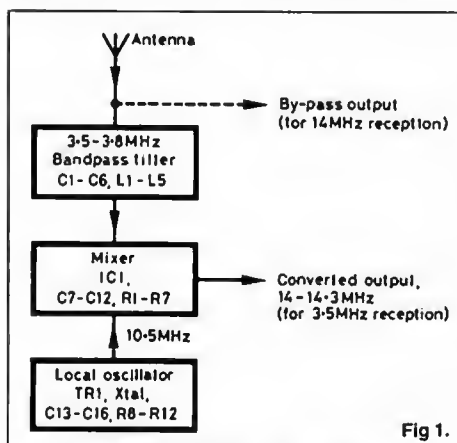 Antenna
By-pass output
(for 14MHz reception)
3·5-3·8MHz
Bandpass filter
C1-C6, L1-L5
Mixer
IC1
C7-C12, R1-R7
Converted output,
14-14·3MHz
(for 3·5MHz reception)
10·5MHz
Local oscillator
TR1, Xtal,
C13-C16, R8-R12
Fig 1.